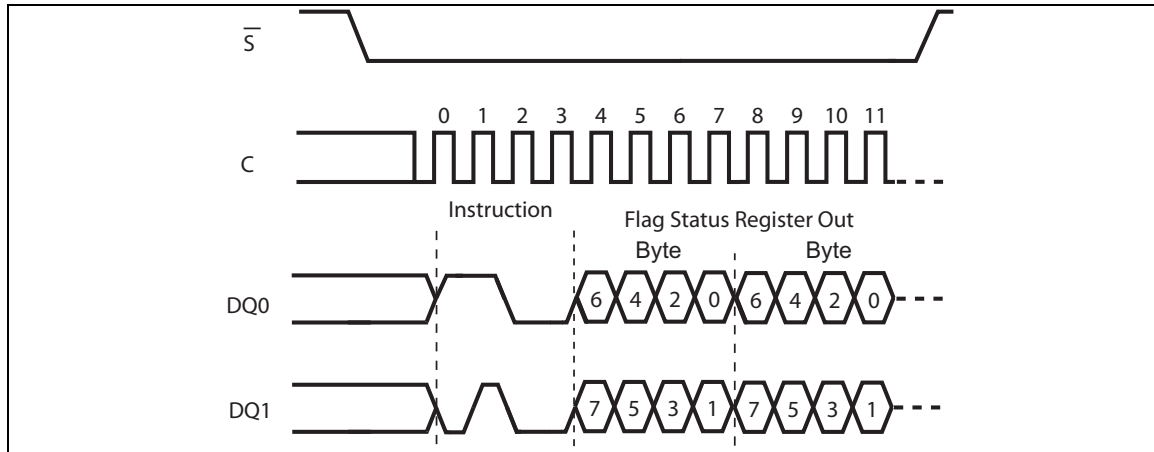 S
0 1 2 3 4 5 6 7 8 9 10 11
C
Instruction
Flag Status Register Out
Byte Byte
DQ0
6 4 2 0 6 4 2 0
DQ1
7 5 3 1 7 5 3 1